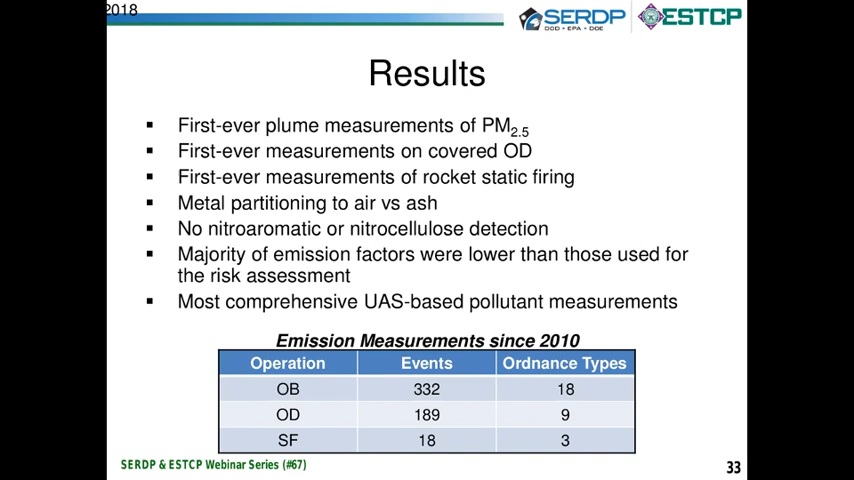 2018
SERDP
DOD • EPA • DOE
ESTCP
Results
▪ First-ever plume measurements of PM2.5
▪ First-ever measurements on covered OD
▪ First-ever measurements of rocket static firing
▪ Metal partitioning to air vs ash
▪ No nitroaromatic or nitrocellulose detection
▪ Majority of emission factors were lower than those used for
the risk assessment
▪ Most comprehensive UAS-based pollutant measurements
Emission Measurements since 2010
Operation Events Ordnance Types
OB 332 18
OD 189 9
SF 18 3
SERDP & ESTCP Webinar Series (#67)
33